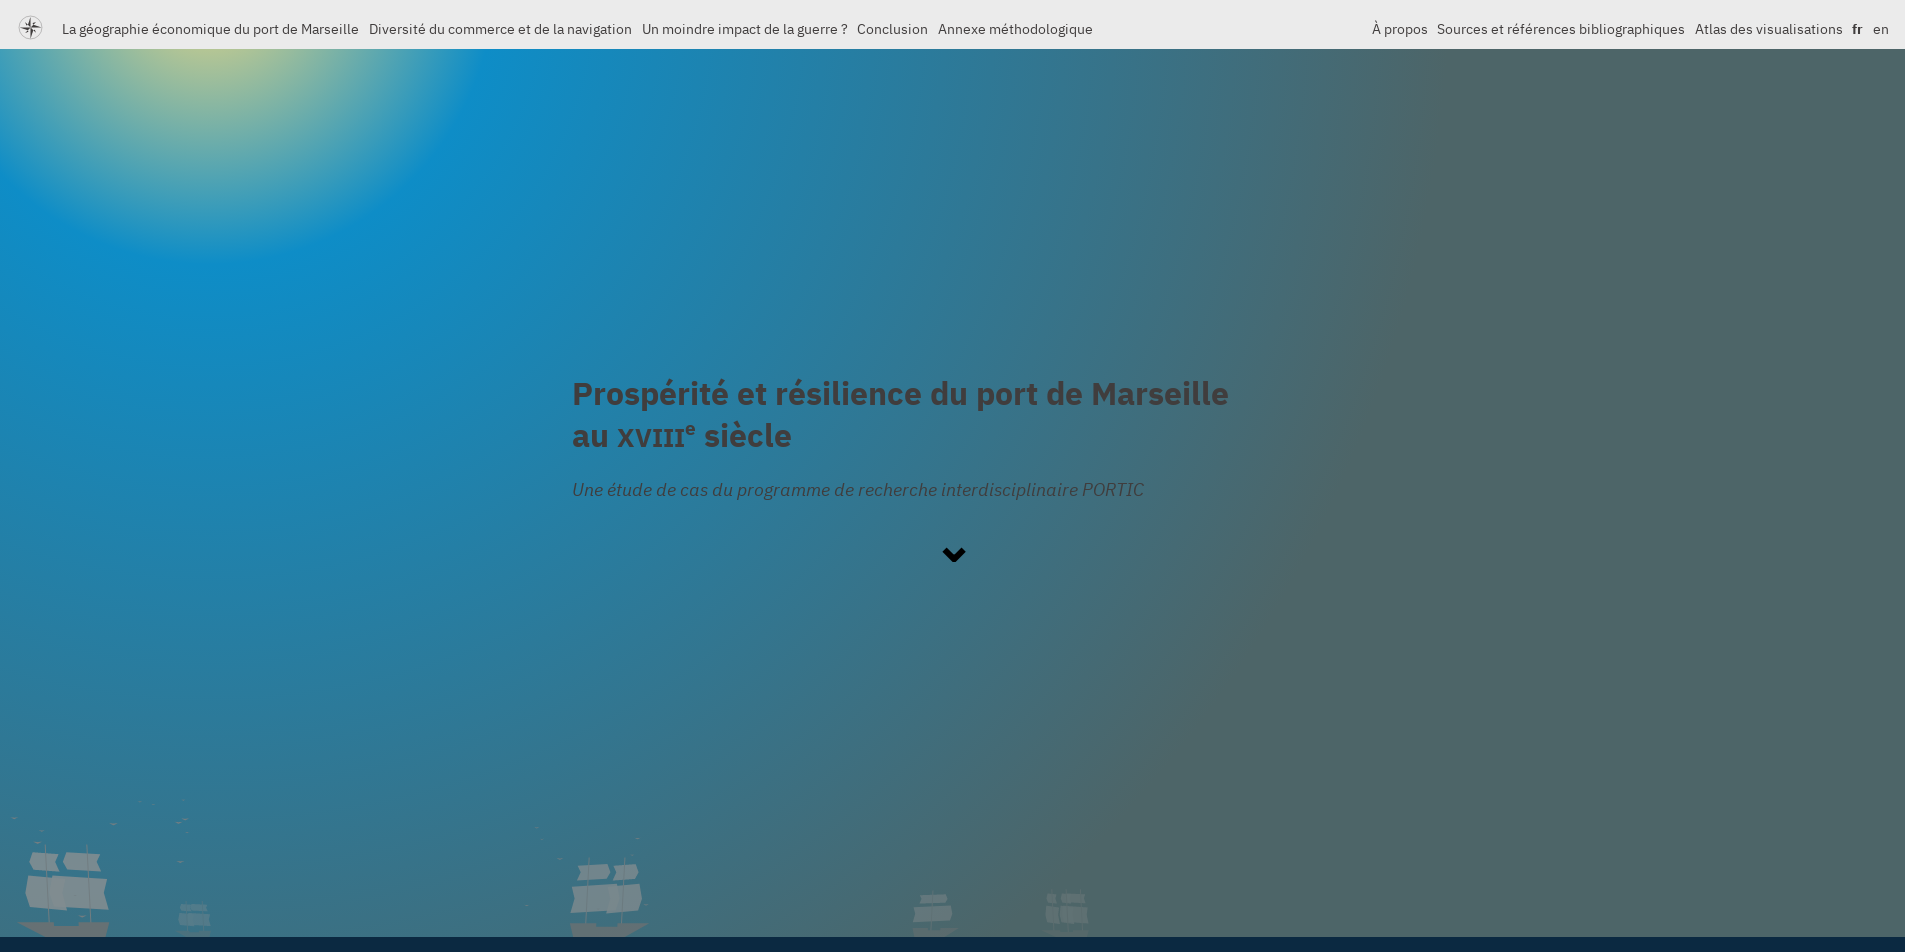 La géographie économique du port de Marseille Diversité du commerce et de la navigation Un moindre impact de la guerre ? Conclusion Annexe méthodologique À propos Sources et références bibliographiques Atlas des visualisations fr en
Prospérité et résilience du port de Marseille
au XVIIIe siècle
Une étude de cas du programme de recherche interdisciplinaire PORTIC